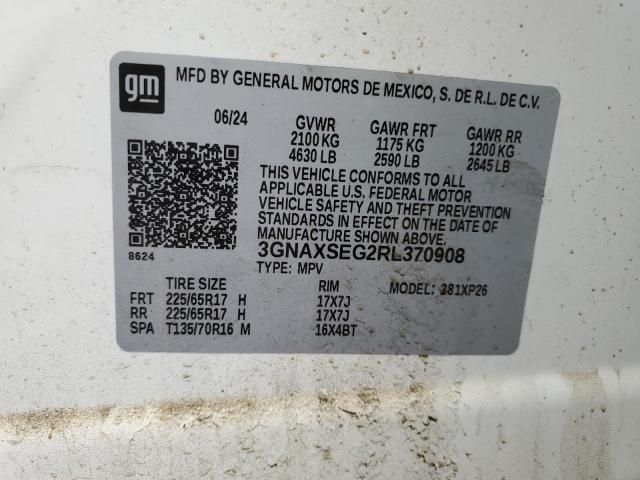 gm
MFD BY GENERAL MOTORS DE MEXICO, S. DE R.L. DE C.V.
06/24 GVWR GAWR FRT GAWR RR
2100 KG 1175 KG 1200 KG
4630 LB 2590 LB 2645 LB
THIS VEHICLE CONFORMS TO ALL
APPLICABLE U.S. FEDERAL MOTOR
VEHICLE SAFETY AND THEFT PREVENTION
STANDARDS IN EFFECT ON THE DATE OF
MANUFACTURE SHOWN ABOVE.
8624 3GNAXSEG2RL370908
TYPE: MPV
TIRE SIZE RIM MODEL: 381XP26
FRT 225/65R17 H 17X7J
RR 225/65R17 H 17X7J
SPA T135/70R16 M 16X4BT